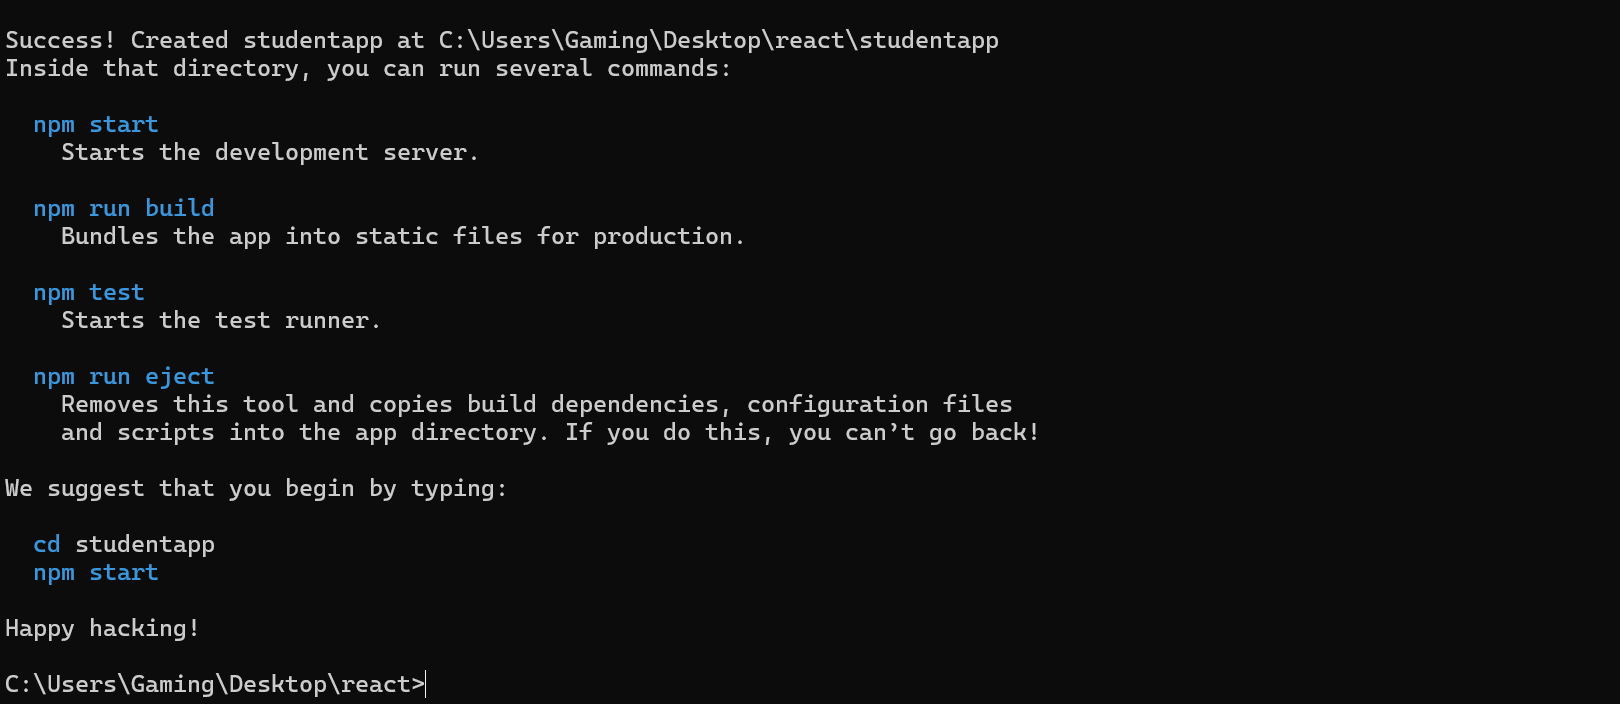 Success! Created studentapp at C:\Users\Gaming\Desktop\react\studentapp
Inside that directory, you can run several commands:
npm start
Starts the development server.
npm run build
Bundles the app into static files for production.
npm test
Starts the test runner.
npm run eject
Removes this tool and copies build dependencies, configuration files
and scripts into the app directory. If you do this, you can’t go back!
We suggest that you begin by typing:
cd studentapp
npm start
Happy hacking!
C:\Users\Gaming\Desktop\react>